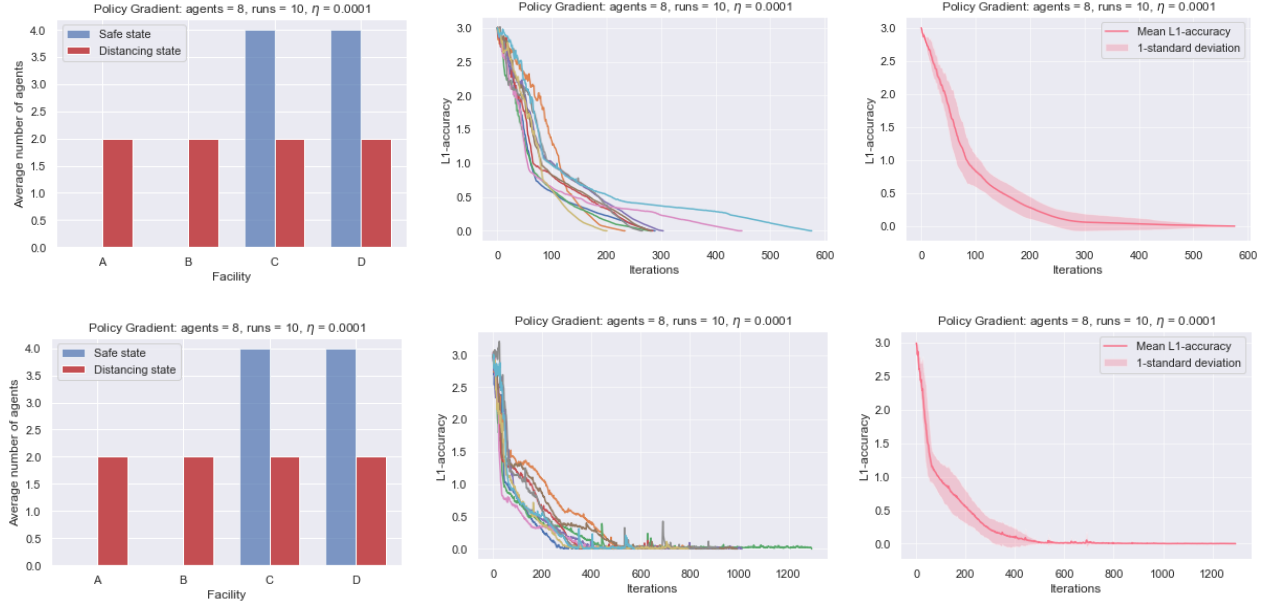 Policy Gradient: agents = 8, runs = 10, η = 0.0001
Average number of agents
4.0
3.5
3.0
2.5
2.0
1.5
1.0
0.5
0.0
Safe state
Distancing state
A B C D
Facility
Policy Gradient: agents = 8, runs = 10, η = 0.0001
L1-accuracy
3.0
2.5
2.0
1.5
1.0
0.5
0.0
0 100 200 300 400 500 600
Iterations
Policy Gradient: agents = 8, runs = 10, η = 0.0001
L1-accuracy
3.0
2.5
2.0
1.5
1.0
0.5
0.0
Mean L1-accuracy
1-standard deviation
0 100 200 300 400 500 600
Iterations
Policy Gradient: agents = 8, runs = 10, η = 0.0001
Average number of agents
4.0
3.5
3.0
2.5
2.0
1.5
1.0
0.5
0.0
Safe state
Distancing state
A B C D
Facility
Policy Gradient: agents = 8, runs = 10, η = 0.0001
L1-accuracy
3.0
2.5
2.0
1.5
1.0
0.5
0.0
0 200 400 600 800 1000 1200
Iterations
Policy Gradient: agents = 8, runs = 10, η = 0.0001
L1-accuracy
3.0
2.5
2.0
1.5
1.0
0.5
0.0
Mean L1-accuracy
1-standard deviation
0 200 400 600 800 1000 1200
Iterations